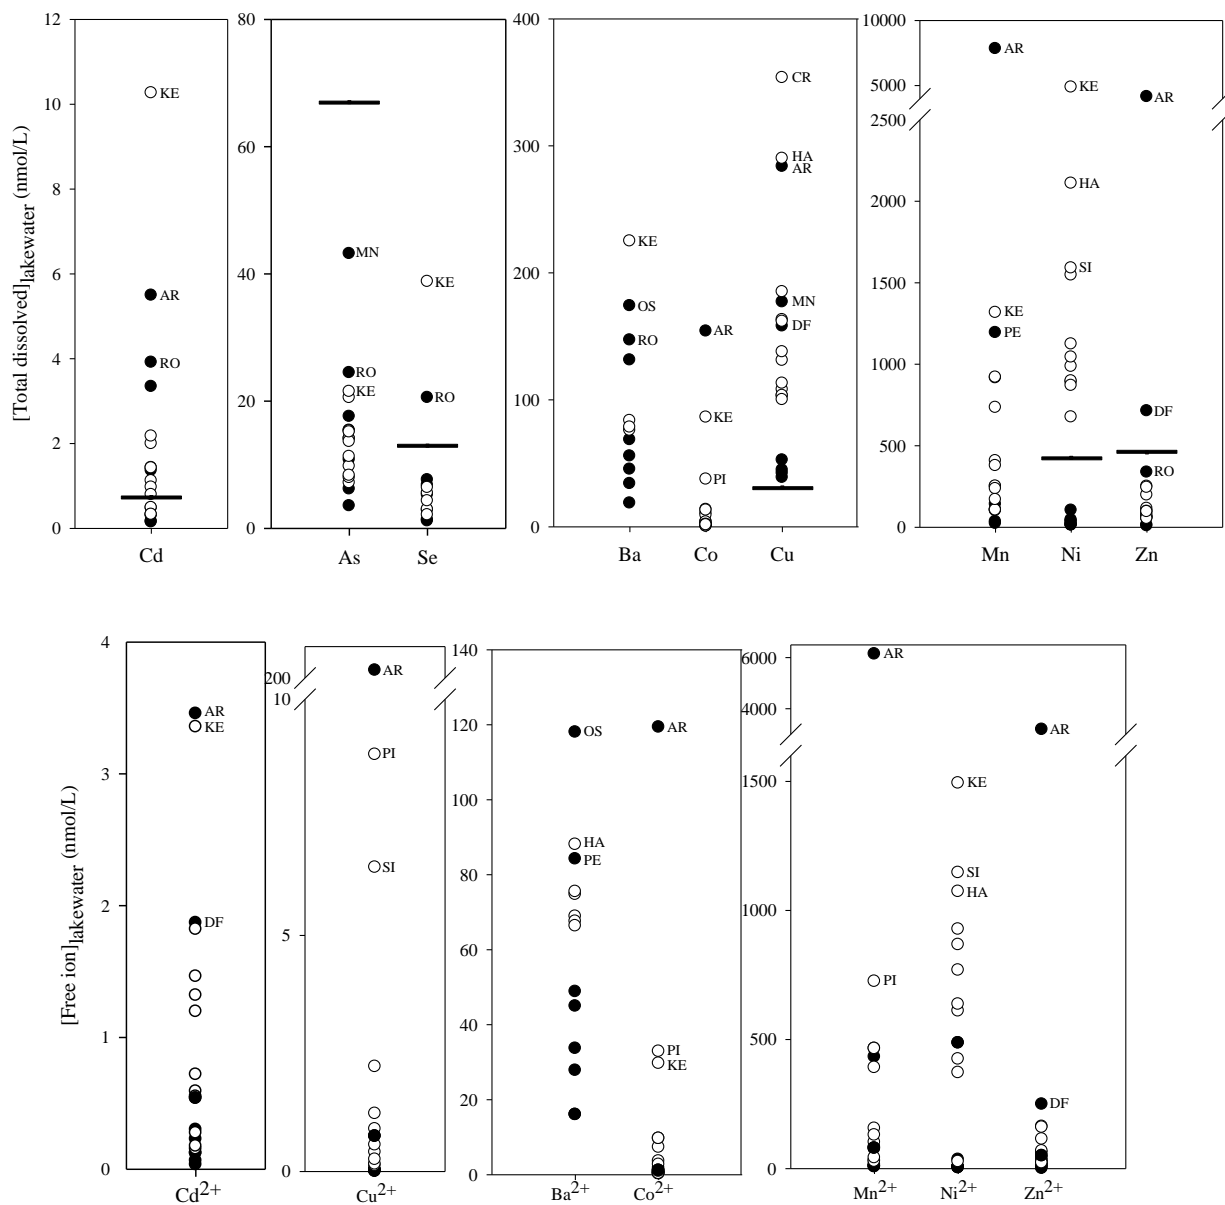 [Total dissolved]lakewater (nmol/L)
12
10
8
6
4
2
0
KE
AR
RO
Cd
80
60
40
20
0
MN
RO
KE
KE
RO
As Se
400
300
200
100
0
KE
OS
RO
AR
KE
PI
CR
HA
AR
MN
DF
Ba Co Cu
10000
5000
2500
2000
1500
1000
500
0
AR
KE
PE
KE
HA
SI
AR
DF
RO
Mn Ni Zn
[Free ion]lakewater (nmol/L)
4
3
2
1
0
AR
KE
DF
Cd2+
200
10
5
0
AR
PI
SI
Cu2+
140
120
100
80
60
40
20
0
OS
HA
PE
AR
PI
KE
Ba2+ Co2+
6000
4000
1500
1000
500
0
AR
PI
KE
SI
HA
AR
DF
Mn2+ Ni2+ Zn2+